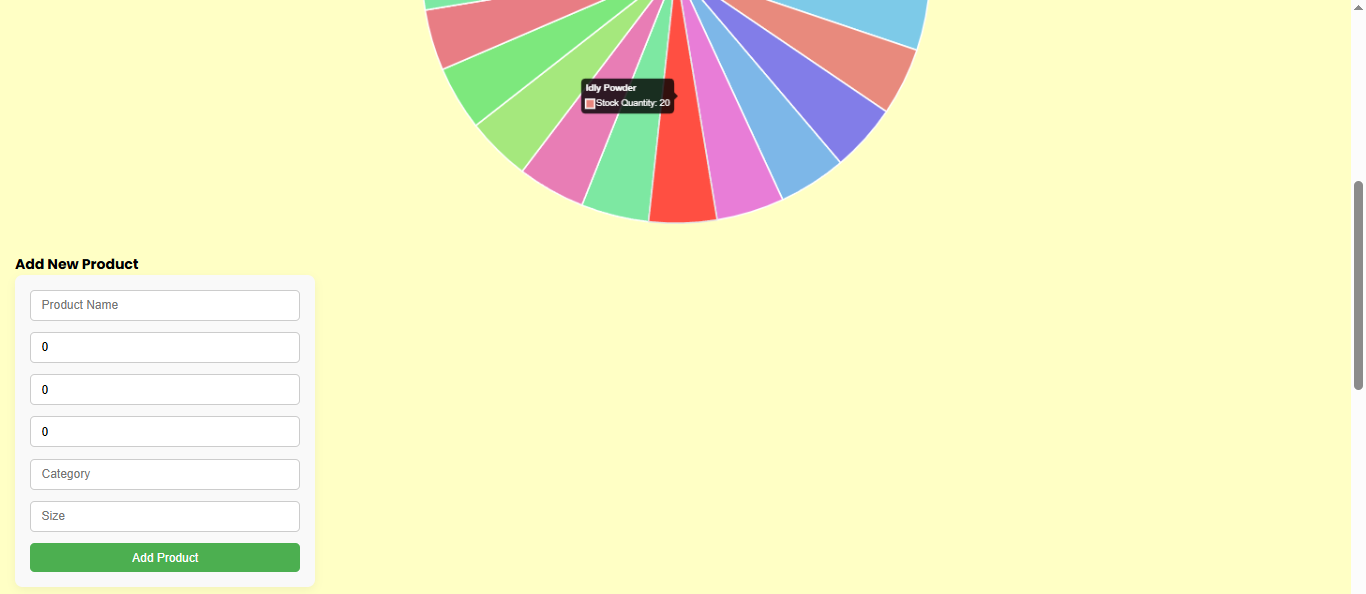 Idly Powder
Stock Quantity: 20
Add New Product
Product Name
0
0
0
Category
Size
Add Product